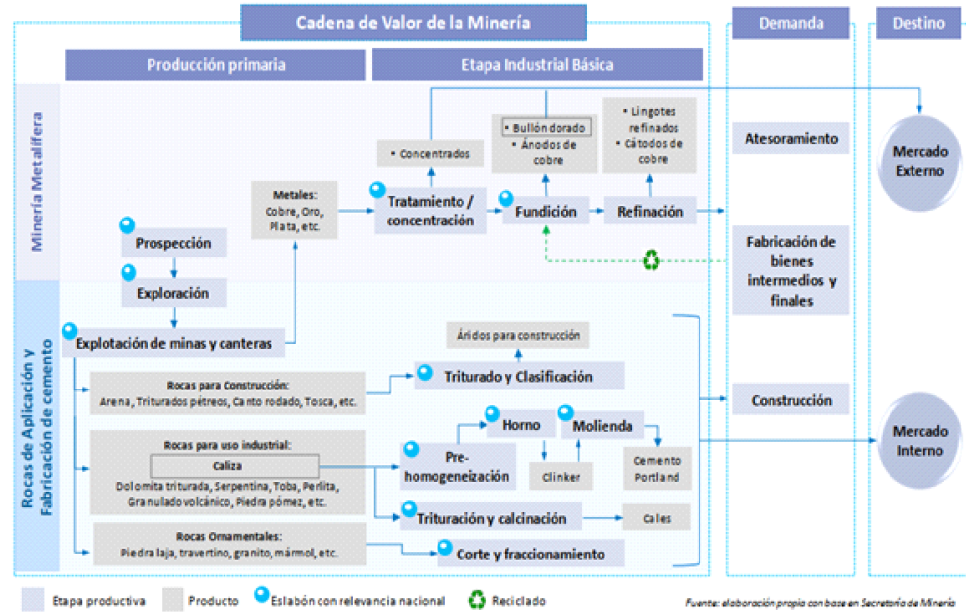 Cadena de Valor de la Minería
Demanda
Destino
Producción primaria
Etapa Industrial Básica
Minería Metalífera
• Concentrados
• Bullón dorado
• Ánodos de
cobre
• Lingotes
refinados
• Cátodos de
cobre
Atesoramiento
Mercado
Externo
Metales:
Cobre, Oro,
Plata, etc.
Tratamiento /
concentración
Fundición
Refinación
Prospección
Exploración
Fabricación de
bienes
intermedios y
finales
Rocas de Aplicación y
Fabricación de cemento
Explotación de minas y canteras
Áridos para construcción
Rocas para Construcción:
Arena, Triturados pétreos, Canto rodado, Tosca, etc.
Triturado y Clasificación
Construcción
Rocas para uso industrial:
Caliza
Dolomita triturada, Serpentina, Toba, Perlita,
Granulado volcánico, Piedra pómez, etc.
Pre-
homogeneización
Horno
Molienda
Clinker
Cemento
Portland
Mercado
Interno
Trituración y calcinación
Cales
Rocas Ornamentales:
Piedra laja, travertino, granito, mármol, etc.
Corte y fraccionamiento
Etapa productiva
Producto
Eslabón con relevancia nacional
Reciclado
Fuente: elaboración propia con base en Secretaría de Minería